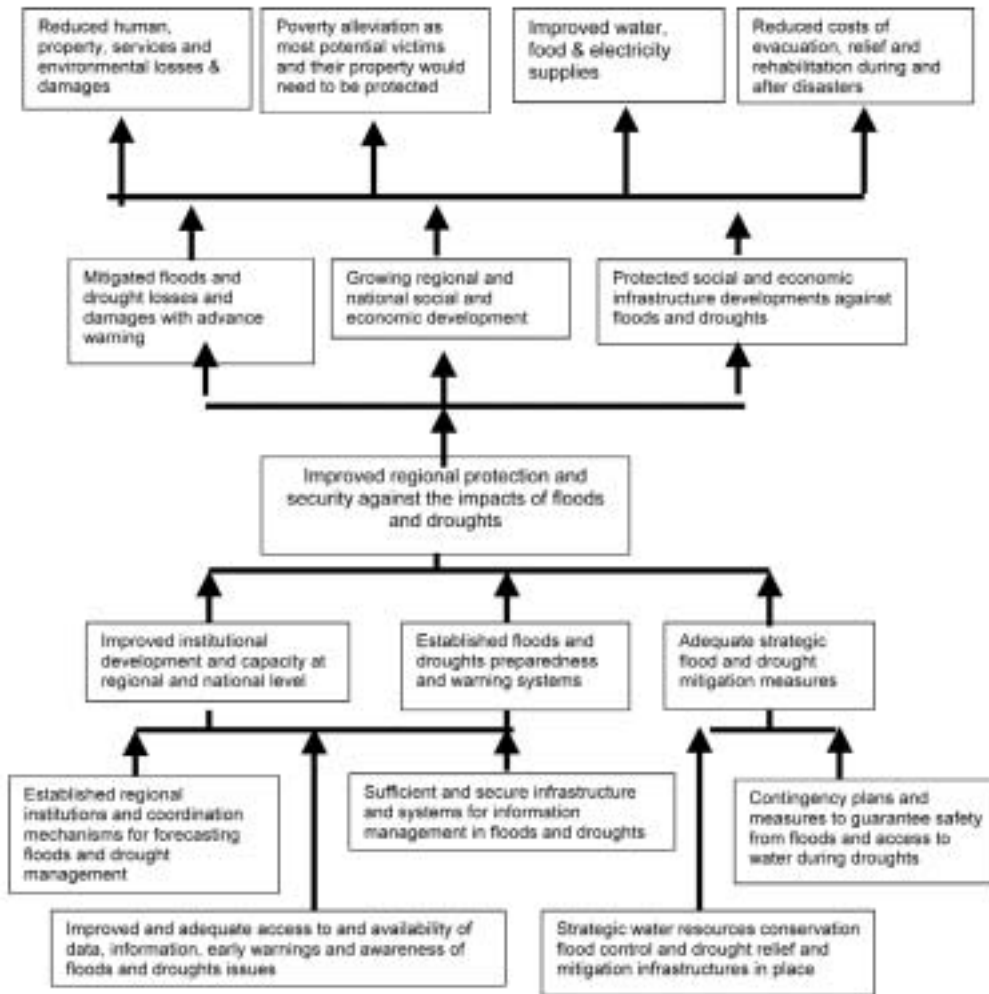 Reduced human,
property, services and
environmental losses &
damages
Poverty alleviation as
most potential victims
and their property would
need to be protected
Improved water,
food & electricity
supplies
Reduced costs of
evacuation, relief and
rehabilitation during and
after disasters
Mitigated floods and
drought losses and
damages with advance
warning
Growing regional and
national social and
economic development
Protected social and economic
infrastructure developments against
floods and droughts
Improved regional protection and
security against the impacts of floods
and droughts
Improved institutional
development and capacity at
regional and national level
Established floods and
droughts preparedness
and warning systems
Adequate strategic
flood and drought
mitigation measures
Established regional
institutions and coordination
mechanisms for forecasting
floods and drought
management
Sufficient and secure infrastructure
and systems for information
management in floods and droughts
Contingency plans and
measures to guarantee safety
from floods and access to
water during droughts
Improved and adequate access to and availability of
data, information, early warnings and awareness of
floods and droughts issues
Strategic water resources conservation
flood control and drought relief and
mitigation infrastructures in place